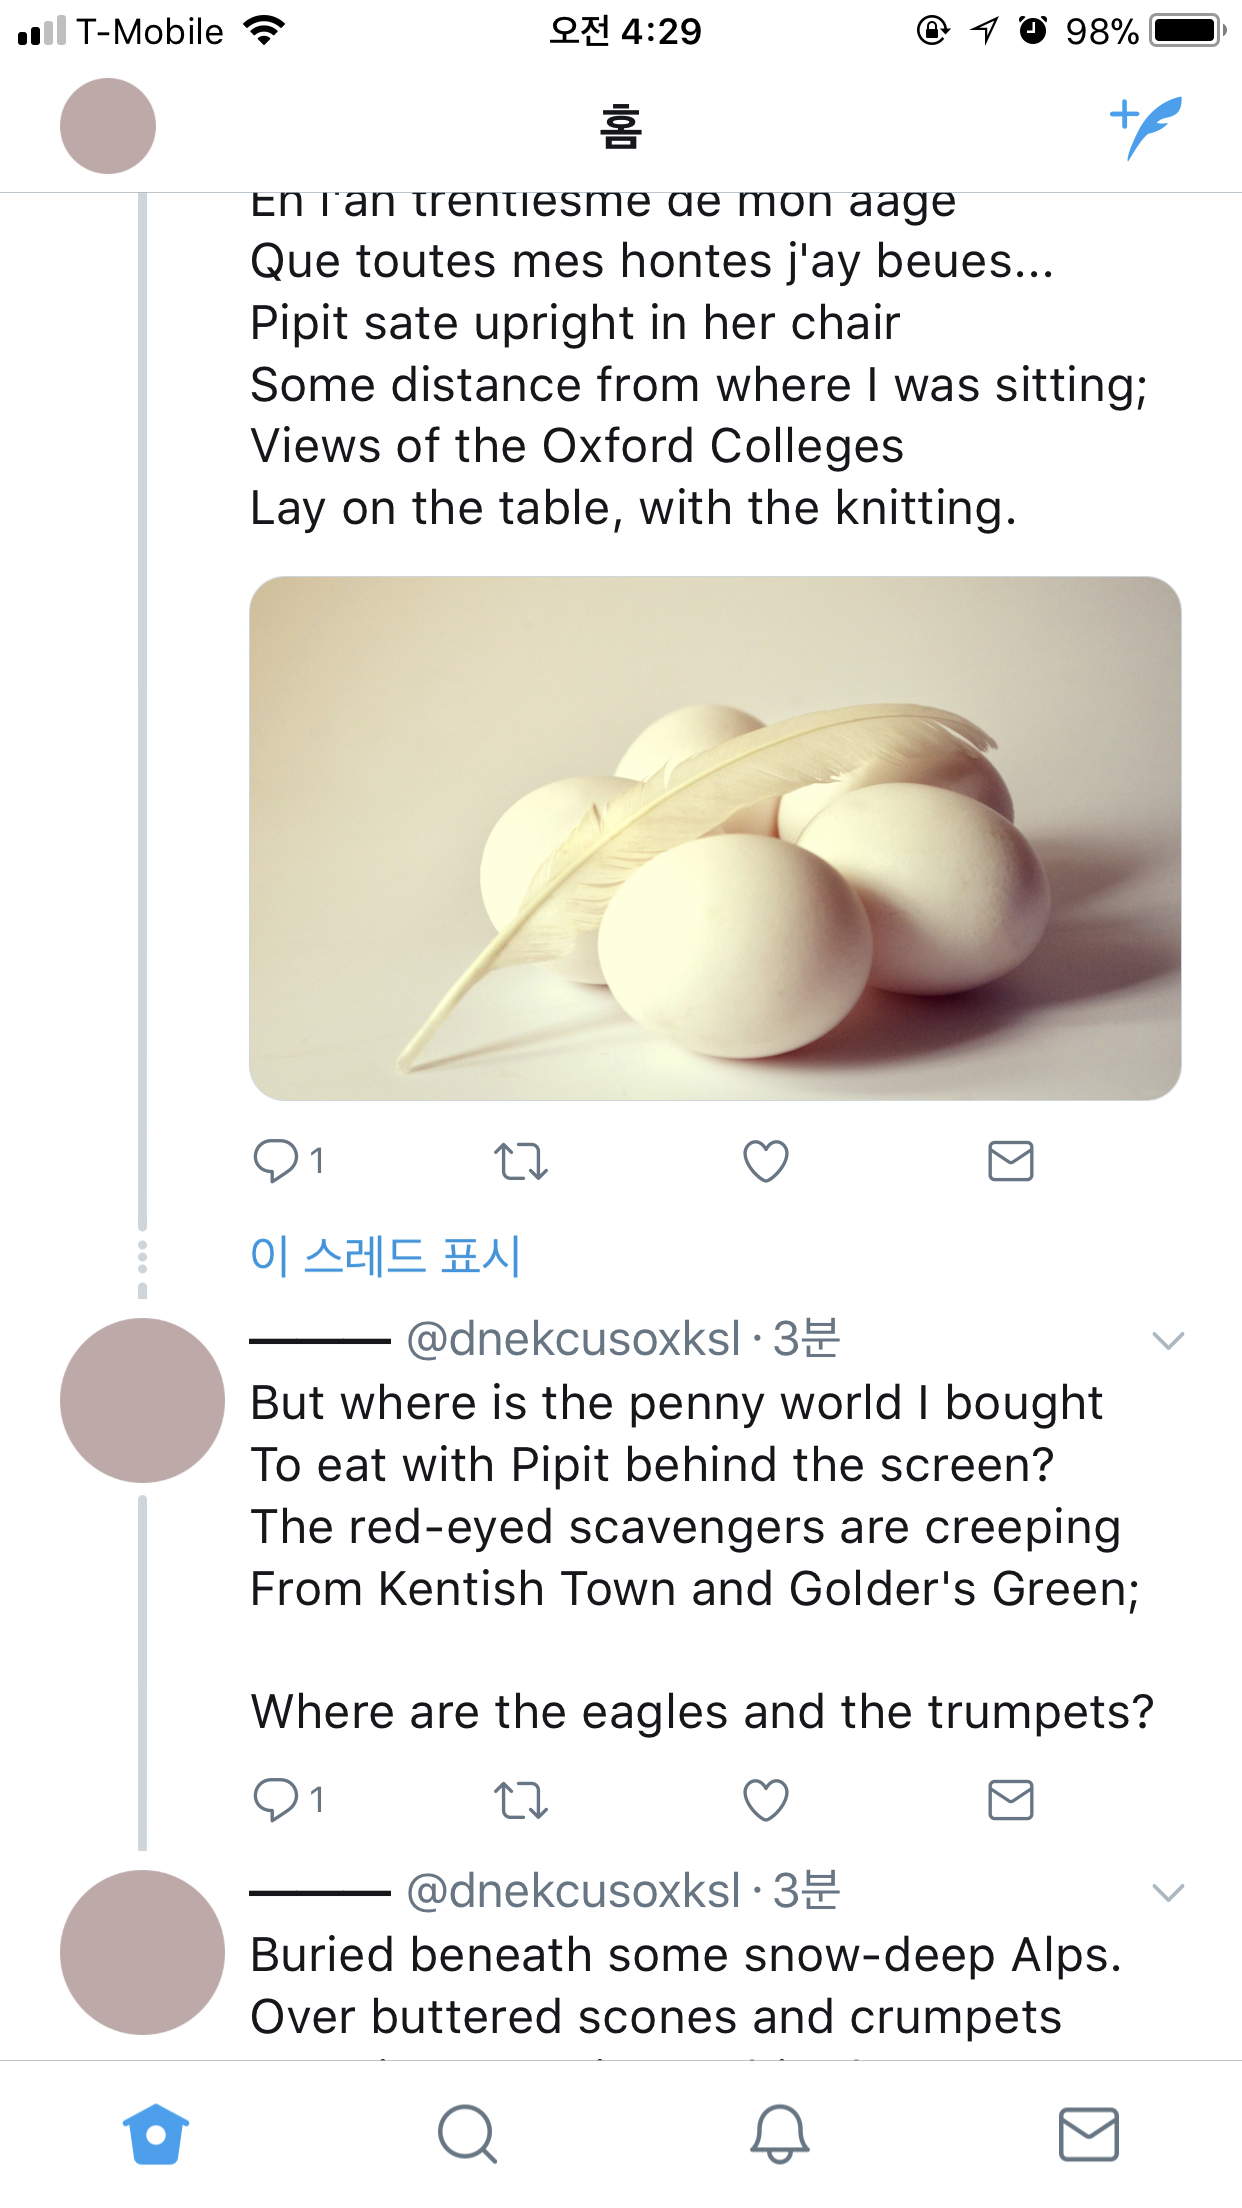 T-Mobile 오전 4:29 98%
홈
En l'an trentiesme de mon aage
Que toutes mes hontes j'ay beues...
Pipit sate upright in her chair
Some distance from where I was sitting;
Views of the Oxford Colleges
Lay on the table, with the knitting.
1
이 스레드 표시
@dnekcusoxksl · 3분
But where is the penny world I bought
To eat with Pipit behind the screen?
The red-eyed scavengers are creeping
From Kentish Town and Golder's Green;
Where are the eagles and the trumpets?
1
@dnekcusoxksl · 3분
Buried beneath some snow-deep Alps.
Over buttered scones and crumpets